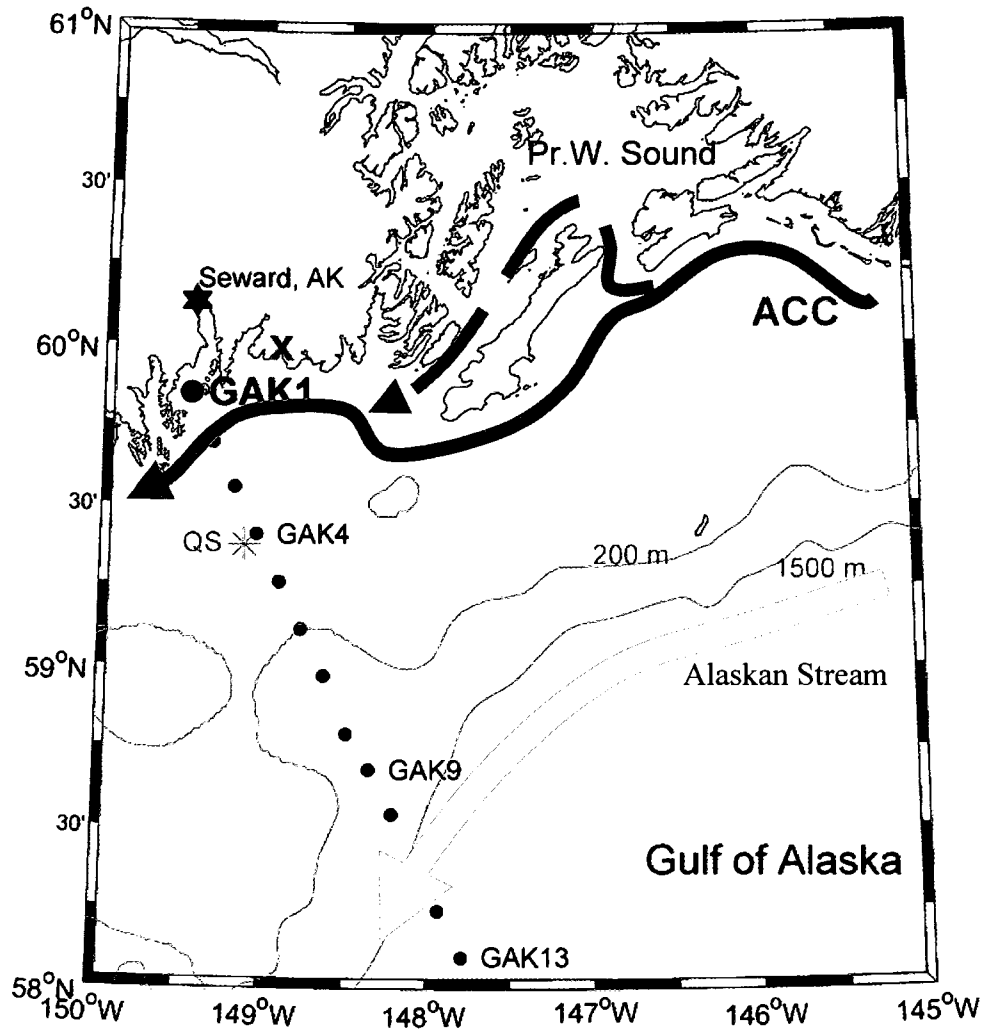 61°N
Pr.W. Sound
30'
Seward, AK
ACC
60°N
X
GAK1
30'
QS
GAK4
200 m
1500 m
59°N
Alaskan Stream
GAK9
30'
Gulf of Alaska
GAK13
58°N
150°W
149°W
148°W
147°W
146°W
145°W